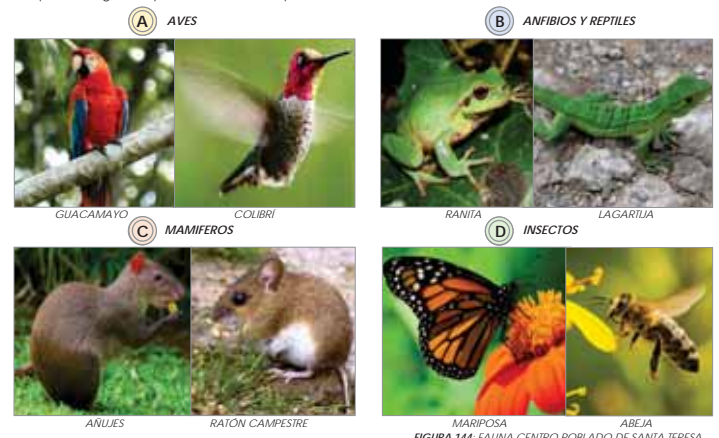 A AVES
B ANFIBIOS Y REPTILES
GUACAMAYO
COLIBRÍ
RANITA
LAGARTIJA
C MAMIFEROS
D INSECTOS
AÑUJES
RATÓN CAMPESTRE
MARIPOSA
ABEJA
FIGURA 144: FAUNA CENTRO POBLADO DE SANTA TERESA